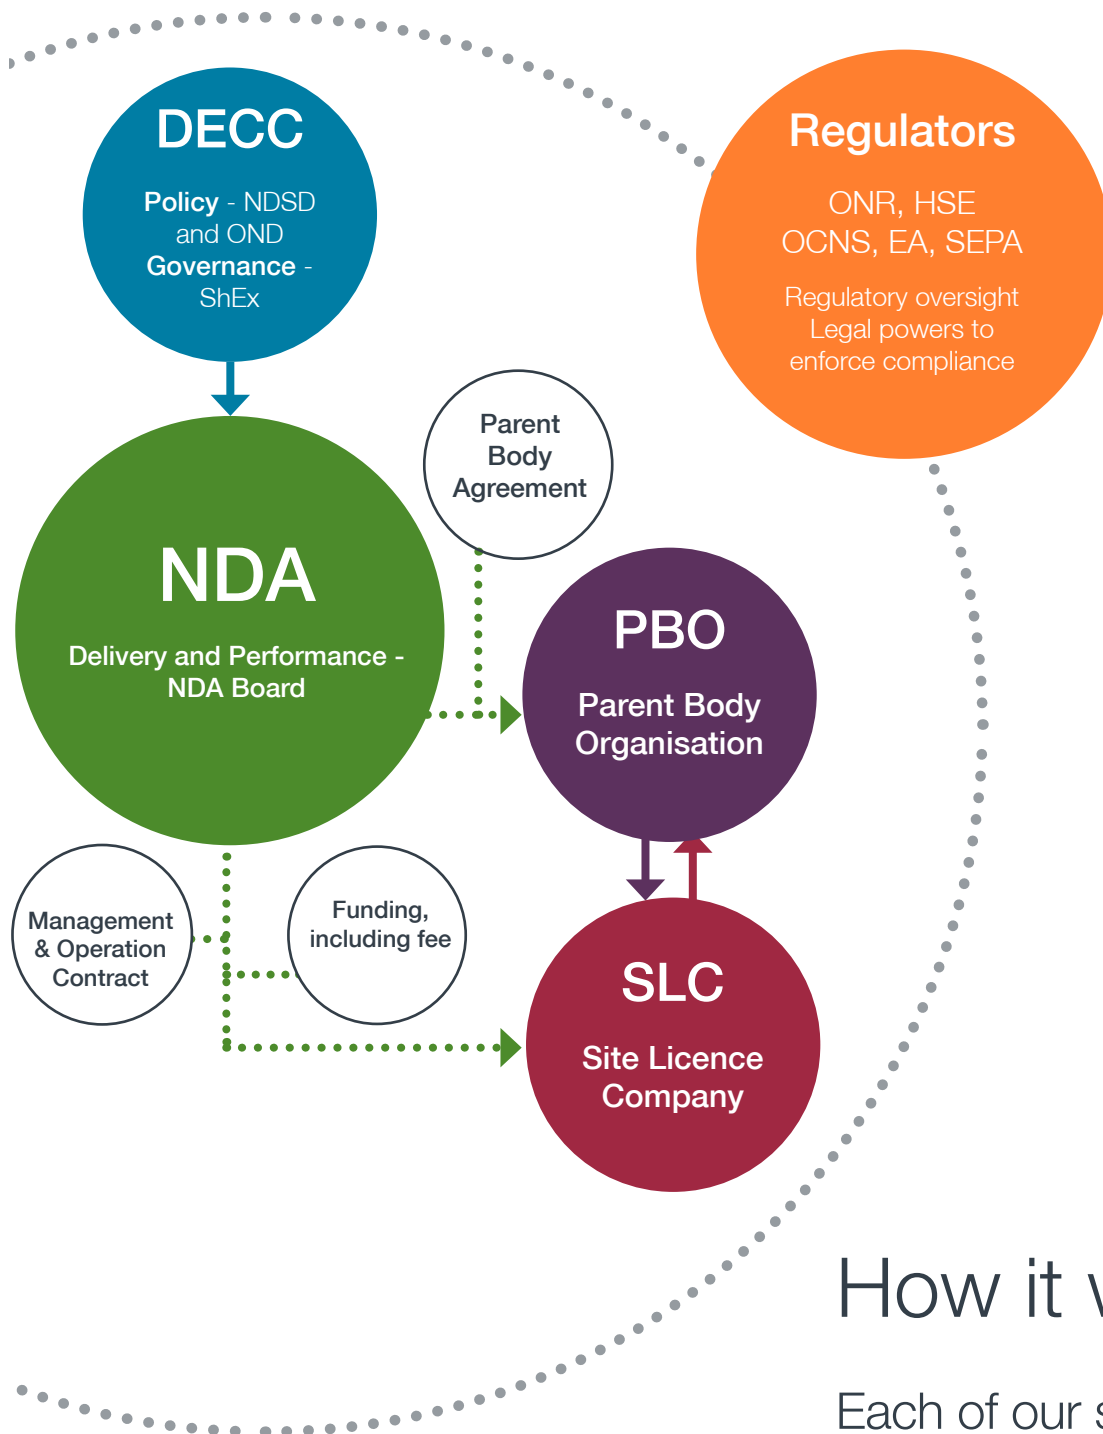 DECC
Policy - NDSD
and OND
Governance -
ShEx
Regulators
ONR, HSE
OCNS, EA, SEPA
Regulatory oversight
Legal powers to
enforce compliance
Parent
Body
Agreement
NDA
Delivery and Performance -
NDA Board
PBO
Parent Body
Organisation
Management
& Operation
Contract
Funding,
including fee
SLC
Site Licence
Company
How it
Each of our